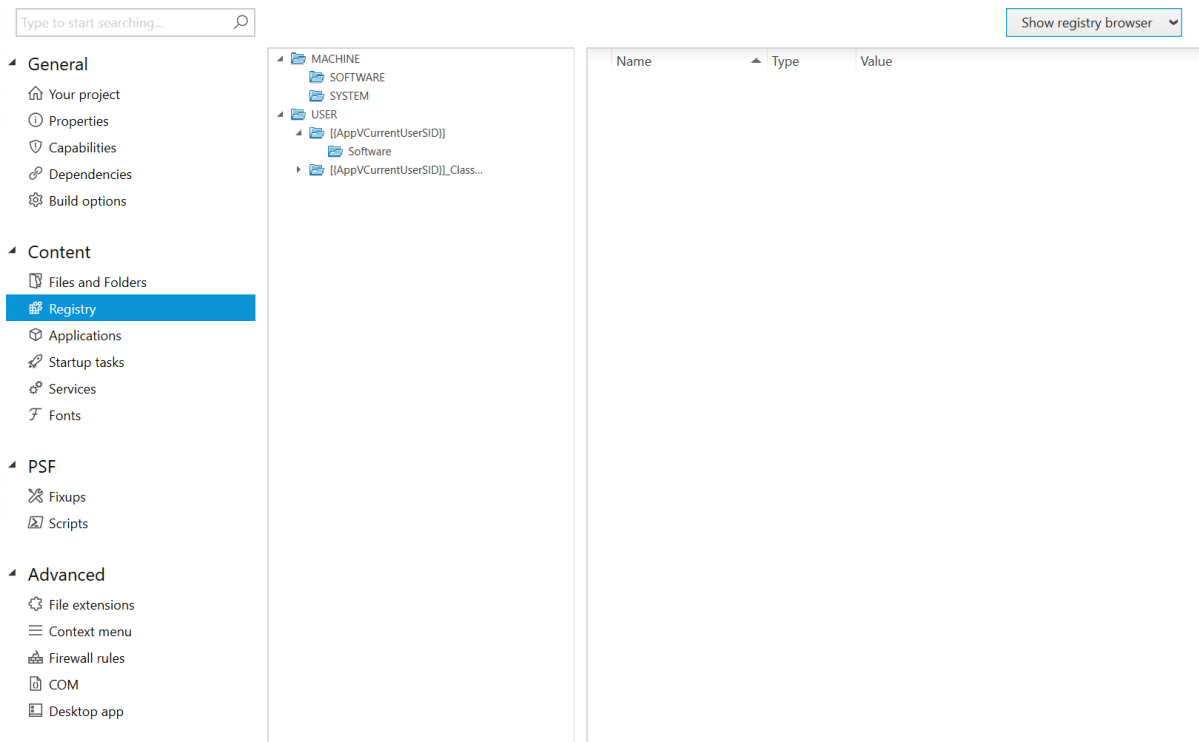 Type to start searching...
Show registry browser
General
Your project
Properties
Capabilities
Dependencies
Build options
Content
Files and Folders
Registry
Applications
Startup tasks
Services
Fonts
PSF
Fixups
Scripts
Advanced
File extensions
Context menu
Firewall rules
COM
Desktop app
MACHINE
SOFTWARE
SYSTEM
USER
[{AppVCurrentUserSID}]
Software
[{AppVCurrentUserSID}]_Class...
Name Type Value